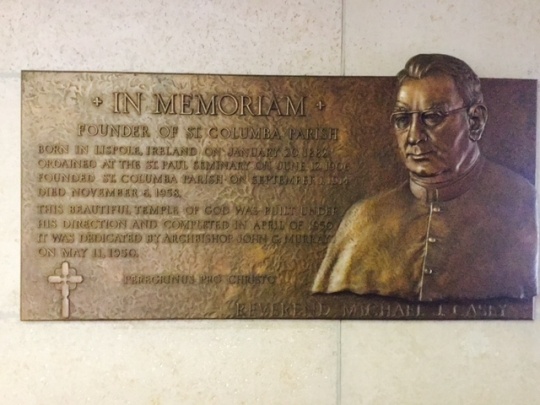 + IN MEMORIAM +
FOUNDER OF ST. COLUMBA PARISH
BORN IN LISPOLE, IRELAND ON JANUARY
ORDAINED AT THE ST. PAUL SEMINARY ON JUNE
FOUNDED ST. COLUMBA PARISH ON SEPTEMBER
DIED NOVEMBER 4, 1958.
THIS BEAUTIFUL TEMPLE OF GOD WAS BUILT UNDER
HIS DIRECTION AND COMPLETED IN APRIL OF 1950.
IT WAS DEDICATED BY ARCHBISHOP JOHN G. MURRAY
ON MAY 11, 1950.
PEREGRINUS PRO CHRISTO
REVEREND MICHAEL CASEY